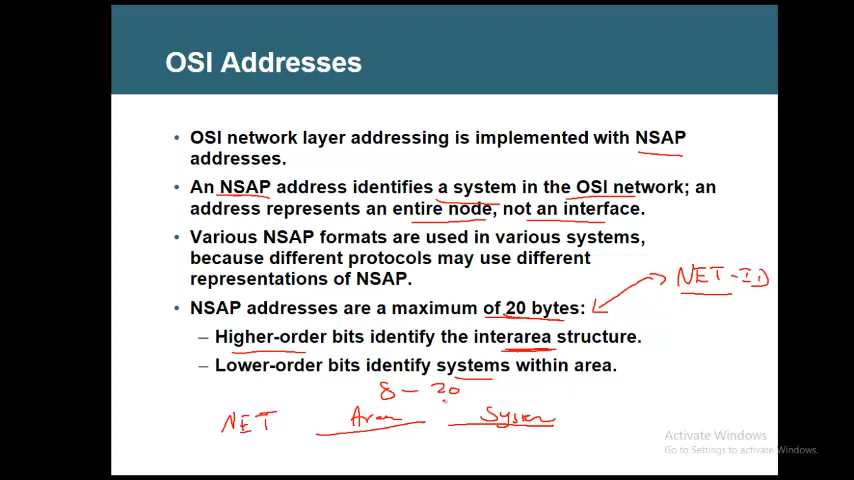 OSI Addresses
• OSI network layer addressing is implemented with NSAP
addresses.
• An NSAP address identifies a system in the OSI network; an
address represents an entire node, not an interface.
• Various NSAP formats are used in various systems,
because different protocols may use different
representations of NSAP.
NET-ID
• NSAP addresses are a maximum of 20 bytes:
– Higher-order bits identify the interarea structure.
– Lower-order bits identify systems within area.
8 - 20
NET Area System
Activate Windows
Go to Settings to activate Windows.